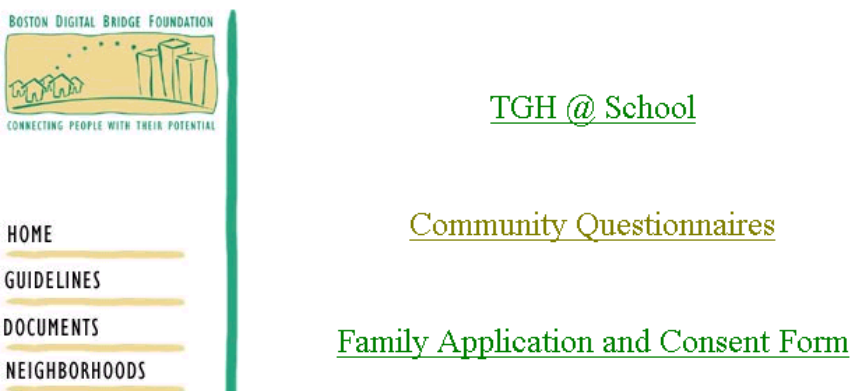 BOSTON DIGITAL BRIDGE FOUNDATION
CONNECTING PEOPLE WITH THEIR POTENTIAL
HOME
GUIDELINES
DOCUMENTS
NEIGHBORHOODS
TGH @ School
Community Questionnaires
Family Application and Consent Form